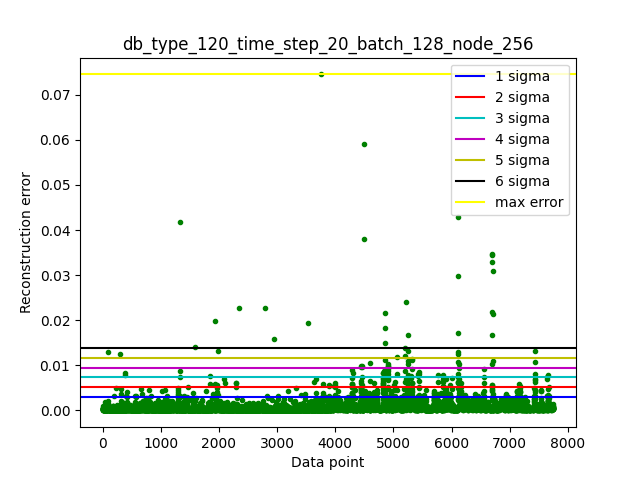 db_type_120_time_step_20_batch_128_node_256
1 sigma
2 sigma
3 sigma
4 sigma
5 sigma
6 sigma
max error
Reconstruction error
0.07
0.06
0.05
0.04
0.03
0.02
0.01
0.00
0 1000 2000 3000 4000 5000 6000 7000 8000
Data point